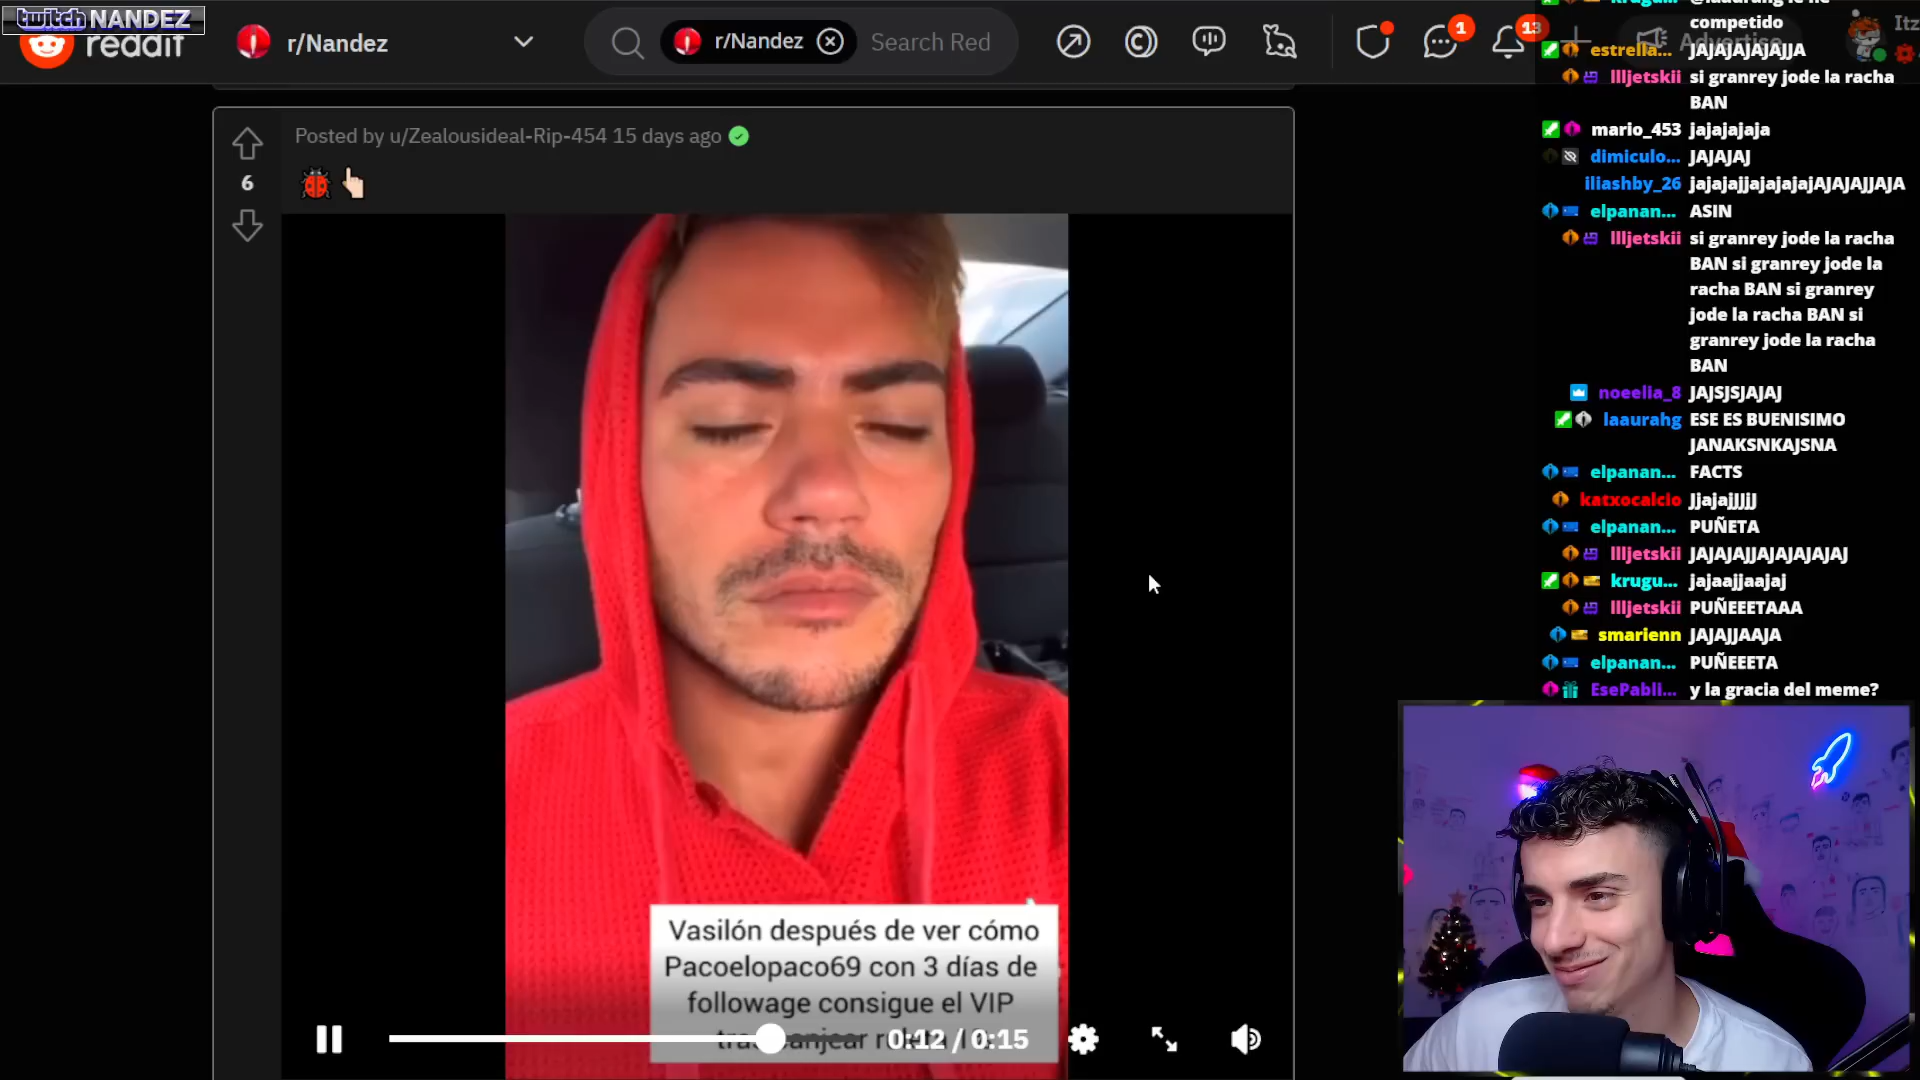 twitch NANDEZ
reddit
r/Nandez
r/Nandez
Search Red
1
13
Advertise
Itz
Posted by u/Zealousideal-Rip-454 15 days ago
6
Vasilón después de ver cómo
Pacoelopaco69 con 3 días de
followage consigue el VIP
0:12 / 0:15
competido
estrella... JAJAJAJAJAJJA
llljetskii si granrey jode la racha
BAN
mario_453 jajajajaja
dimiculo... JAJAJAJ
iliashby_26 jajajajjajajajajAJAJAJJAJA
elpanan... ASIN
llljetskii si granrey jode la racha
BAN si granrey jode la
racha BAN si granrey
jode la racha BAN si
granrey jode la racha
BAN
noeelia_8 JAJSJSJAJAJ
laaurahg ESE ES BUENISIMO
JANAKSNKAJSNA
elpanan... FACTS
katxocalcio JjajajJJJJ
elpanan... PUÑETA
llljetskii JAJAJAJJAJAJAJAJAJ
krugu... jajaajjaajaj
llljetskii PUÑEEETAAA
smarienn JAJAJJAAJA
elpanan... PUÑEEETA
EsePabli... y la gracia del meme?